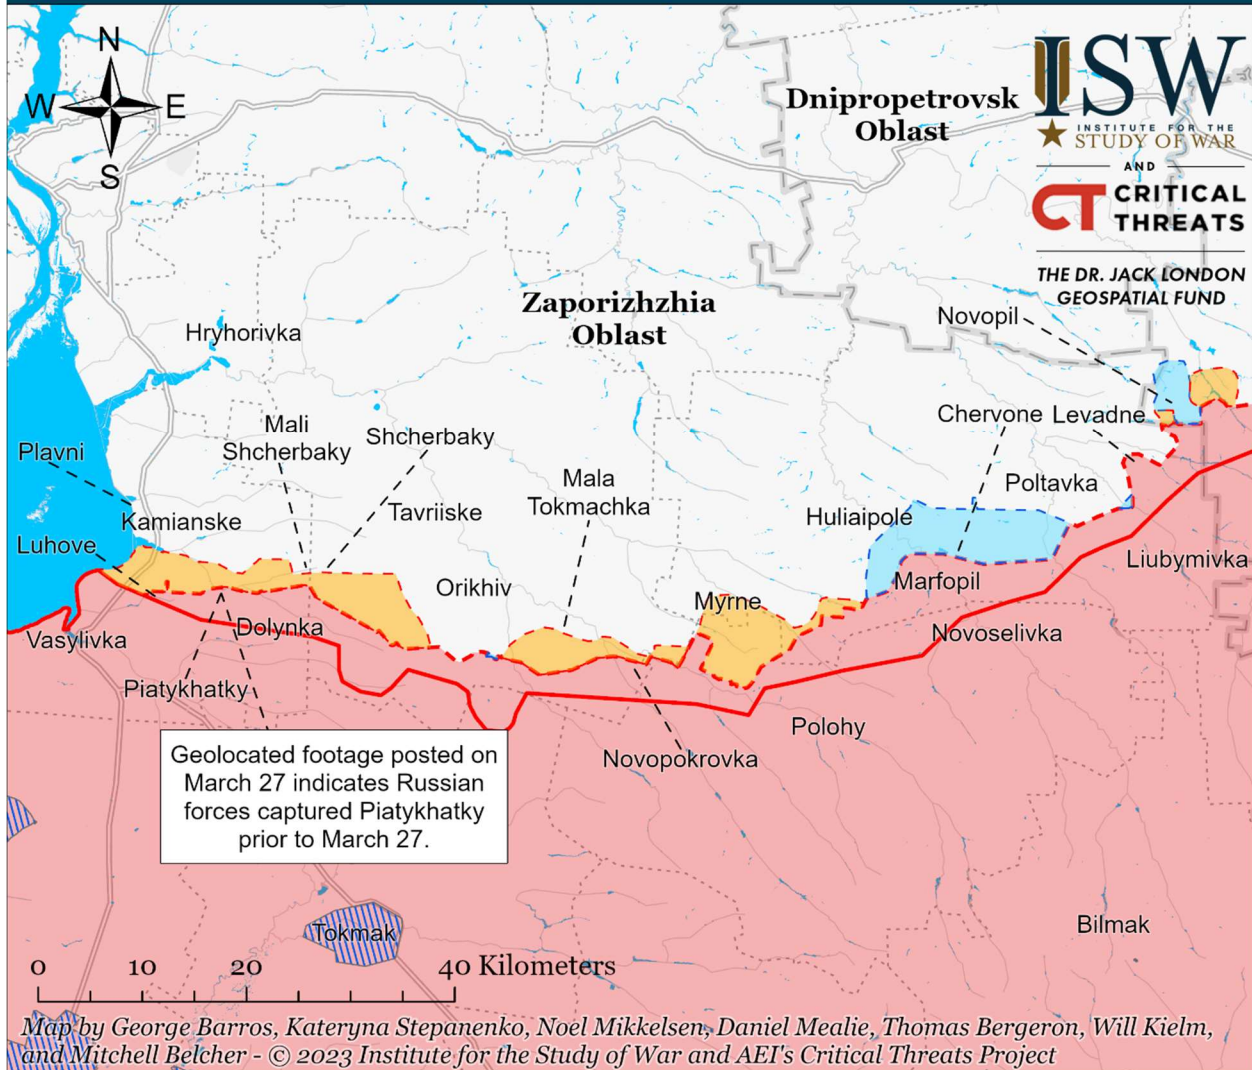 N
W E
S
Dnipropetrovsk
Oblast
ISW
INSTITUTE FOR THE
STUDY OF WAR
AND
CT CRITICAL
THREATS
THE DR. JACK LONDON
GEOSPATIAL FUND
Zaporizhzhia
Oblast
Novopil
Hryhorivka
Chervone
Levadne
Mali
Shcherbaky
Shcherbaky
Plavni
Mala
Tokmachka
Poltavka
Kamianske
Tavriiske
Huliaipole
Luhove
Liubymivka
Orikhiv
Marfopil
Myrne
Vasylivka
Dolynka
Novoselivka
Piatykhatky
Polohy
Novopokrovka
Geolocated footage posted on
March 27 indicates Russian
forces captured Piatykhatky
prior to March 27.
Tokmak
Bilmak
0 10 20 40 Kilometers
Map by George Barros, Kateryna Stepanenko, Noel Mikkelsen, Daniel Mealie, Thomas Bergeron, Will Kielm,
and Mitchell Belcher - © 2023 Institute for the Study of War and AEI's Critical Threats Project